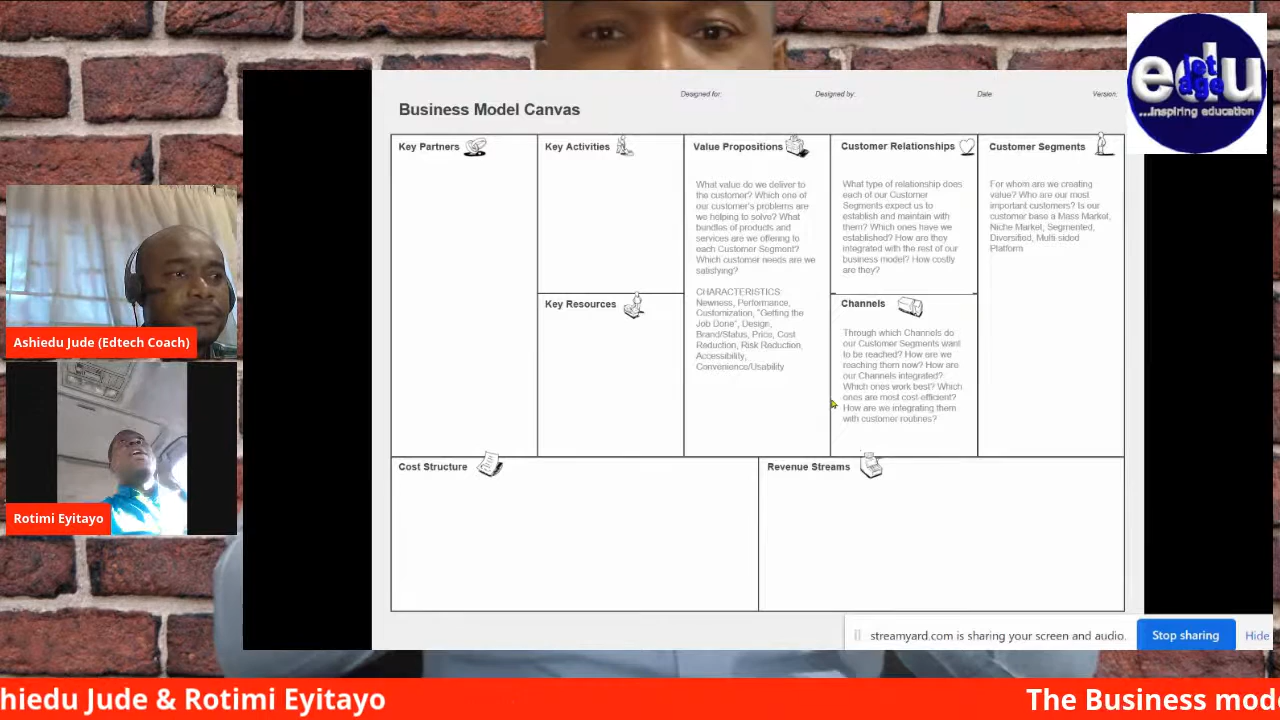 Designed for:
Designed by:
Date
Version:
edu
jet
age
...inspiring education
Business Model Canvas
Key Partners
Key Activities
Value Propositions
Customer Relationships
Customer Segments
What value do we deliver to
the customer? Which one of
our customer's problems are
we helping to solve? What
bundles of products and
services are we offering to
each Customer Segment?
Which customer needs are we
satisfying?
CHARACTERISTICS:
Newness, Performance,
Customization, "Getting the
Job Done", Design,
Brand/Status, Price, Cost
Reduction, Risk Reduction,
Accessibility,
Convenience/Usability
What type of relationship does
each of our Customer
Segments expect us to
establish and maintain with
them? Which ones have we
established? How are they
integrated with the rest of our
business model? How costly
are they?
For whom are we creating
value? Who are our most
important customers? Is our
customer base a Mass Market,
Niche Market, Segmented,
Diversified, Multi-sided
Platform
Key Resources
Channels
Through which Channels do
our Customer Segments want
to be reached? How are we
reaching them now? How are
our Channels integrated?
Which ones work best? Which
ones are most cost-efficient?
How are we integrating them
with customer routines?
Cost Structure
Revenue Streams
Ashiedu Jude (Edtech Coach)
Rotimi Eyitayo
streamyard.com is sharing your screen and audio.
Stop sharing
Hide
hiedu Jude & Rotimi Eyitayo
The Business mod